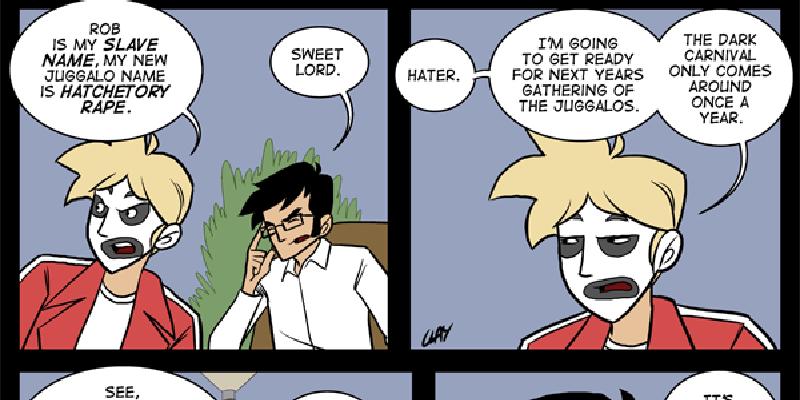 ROB
IS MY SLAVE
NAME, MY NEW
JUGGALO NAME
IS HATCHETORY
RAPE.
SWEET
LORD.
HATER.
I'M GOING
TO GET READY
FOR NEXT YEARS
GATHERING OF
THE JUGGALOS.
THE DARK
CARNIVAL
ONLY COMES
AROUND
ONCE A
YEAR.
CLAY
SEE,
IT'S